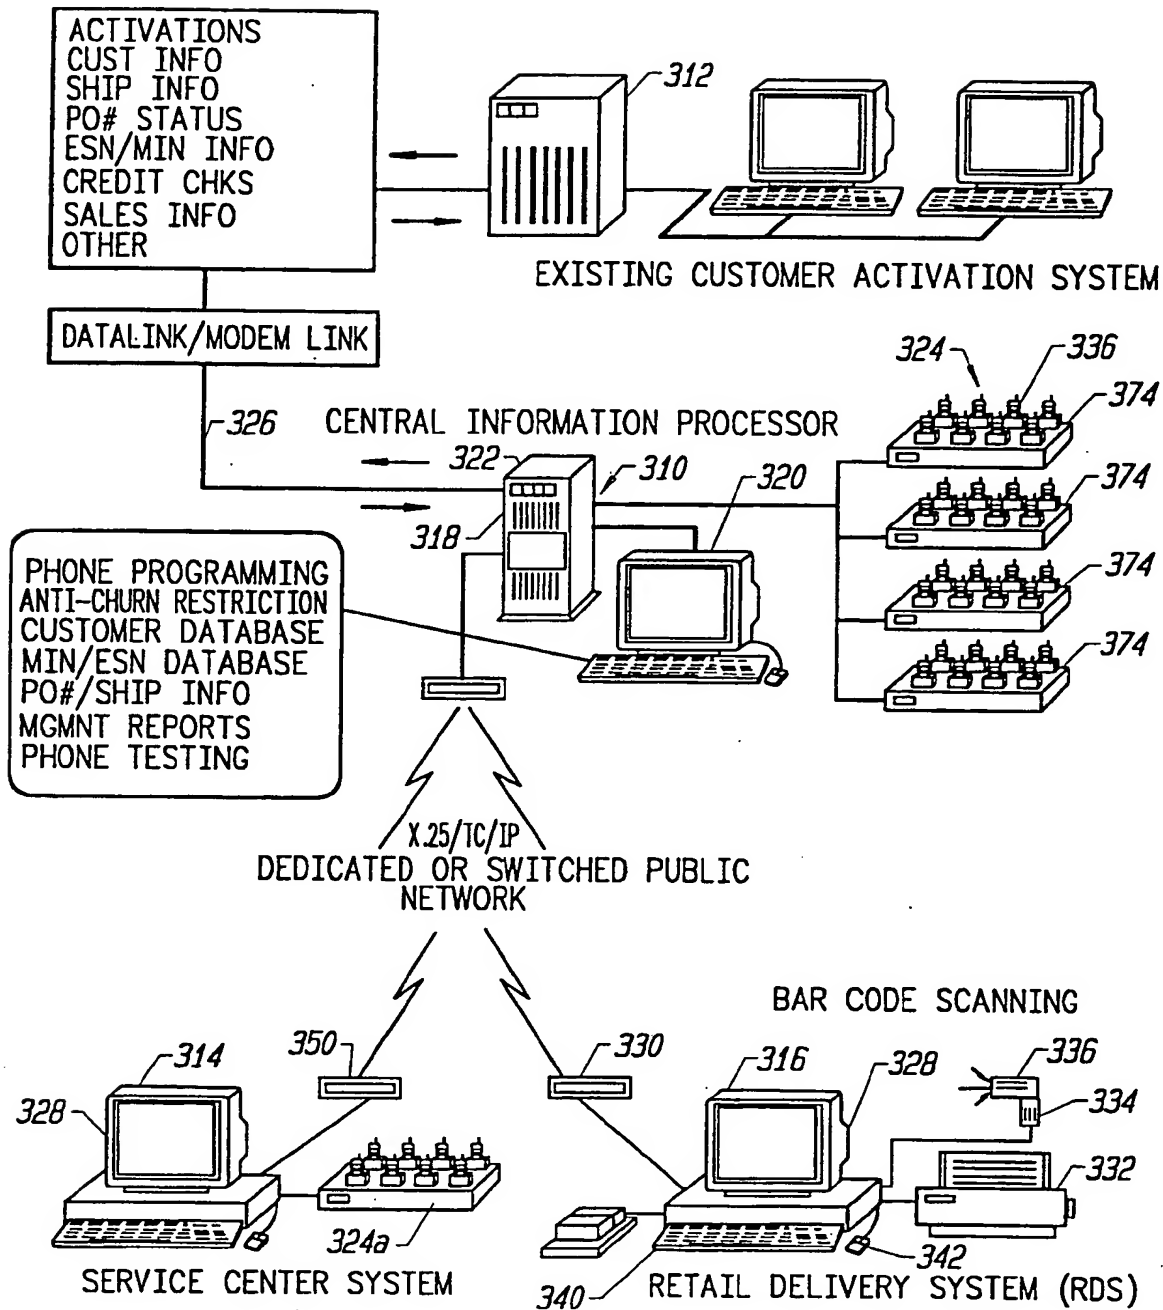 ACTIVATIONS
CUST INFO
SHIP INFO
PO# STATUS
ESN/MIN INFO
CREDIT CHKS
SALES INFO
OTHER
312
EXISTING CUSTOMER ACTIVATION SYSTEM
DATALINK/MODEM LINK
324
336
374
326
CENTRAL INFORMATION PROCESSOR
322
310
320
318
374
374
374
PHONE PROGRAMMING
ANTI-CHURN RESTRICTION
CUSTOMER DATABASE
MIN/ESN DATABASE
PO#/SHIP INFO
MGMNT REPORTS
PHONE TESTING
X.25/TC/IP
DEDICATED OR SWITCHED PUBLIC
NETWORK
BAR CODE SCANNING
314
350
330
316
328
336
334
328
332
324a
342
340
SERVICE CENTER SYSTEM
RETAIL DELIVERY SYSTEM (RDS)